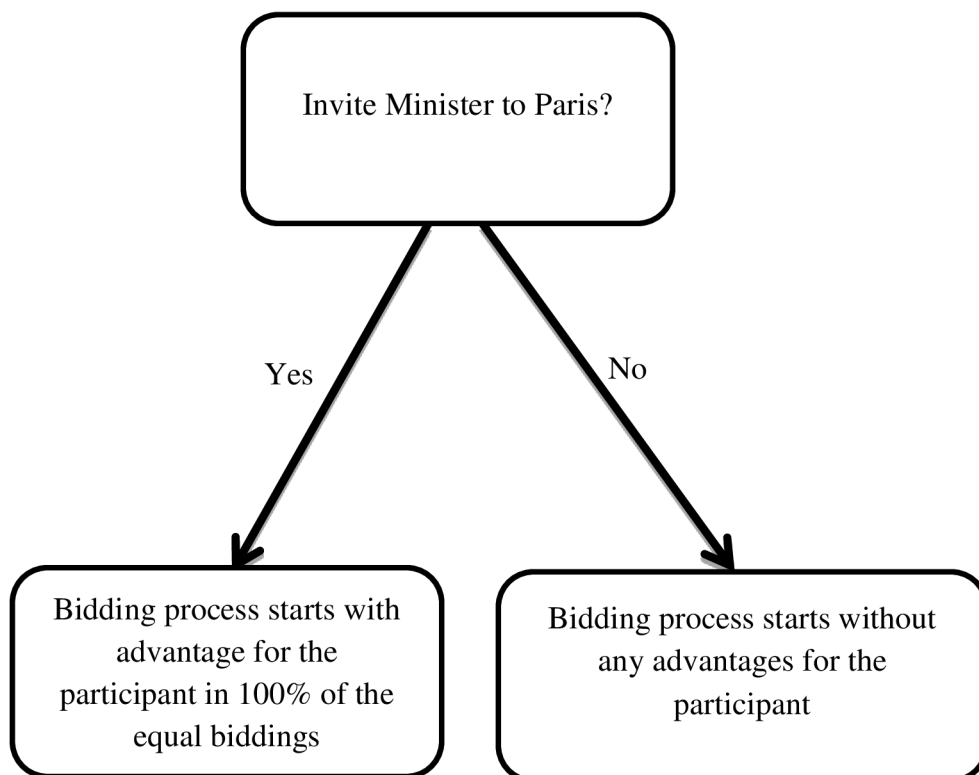 Invite Minister to Paris?
Yes
No
Bidding process starts with
advantage for the
participant in 100% of the
equal biddings
Bidding process starts without
any advantages for the
participant